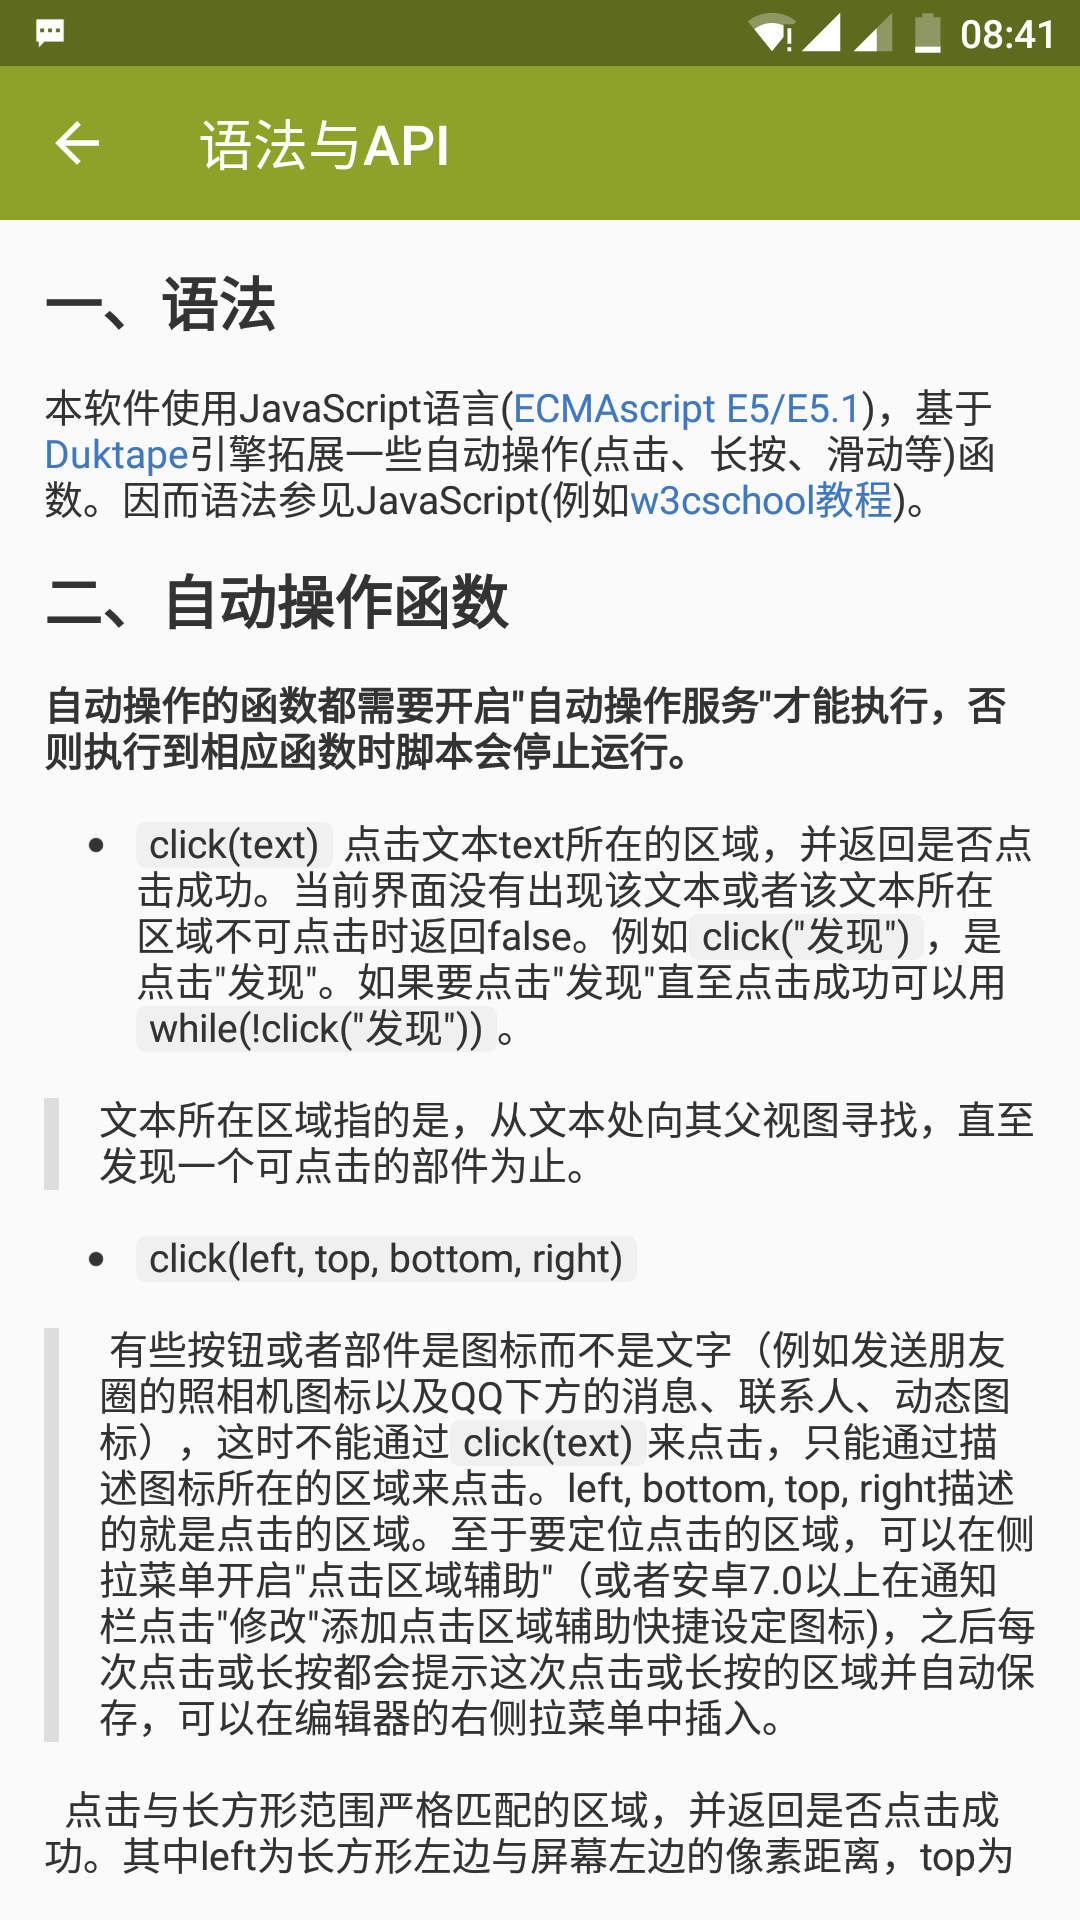 08:41
语法与API
一、语法
本软件使用JavaScript语言(ECMAscript E5/E5.1)，基于
Duktape引擎拓展一些自动操作(点击、长按、滑动等)函
数。因而语法参见JavaScript(例如w3cschool教程)。
二、自动操作函数
自动操作的函数都需要开启"自动操作服务"才能执行，否
则执行到相应函数时脚本会停止运行。
• click(text) 点击文本text所在的区域，并返回是否点
击成功。当前界面没有出现该文本或者该文本所在
区域不可点击时返回false。例如 click("发现") ，是
点击"发现"。如果要点击"发现"直至点击成功可以用
while(!click("发现")) 。
文本所在区域指的是，从文本处向其父视图寻找，直至
发现一个可点击的部件为止。
• click(left, top, bottom, right)
有些按钮或者部件是图标而不是文字（例如发送朋友
圈的照相机图标以及QQ下方的消息、联系人、动态图
标），这时不能通过 click(text) 来点击，只能通过描
述图标所在的区域来点击。left, bottom, top, right描述
的就是点击的区域。至于要定位点击的区域，可以在侧
拉菜单开启"点击区域辅助"（或者安卓7.0以上在通知
栏点击"修改"添加点击区域辅助快捷设定图标)，之后每
次点击或长按都会提示这次点击或长按的区域并自动保
存，可以在编辑器的右侧拉菜单中插入。
点击与长方形范围严格匹配的区域，并返回是否点击成
功。其中left为长方形左边与屏幕左边的像素距离，top为